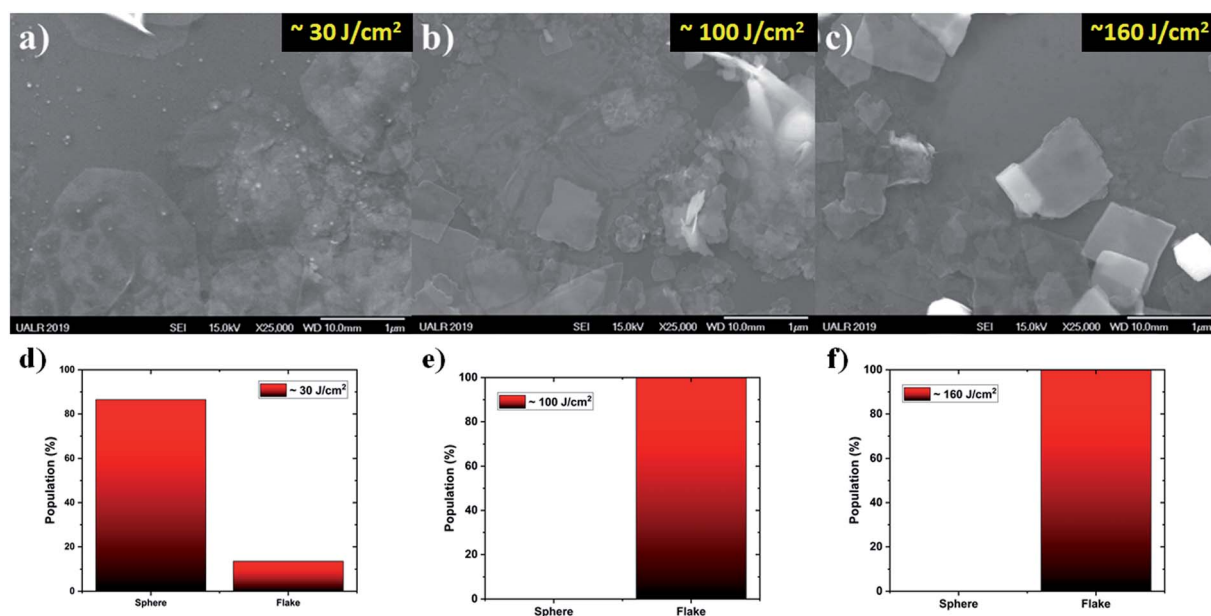 a)
~ 30 J/cm²
b)
~ 100 J/cm²
c)
~160 J/cm²
UALR 2019 SEI 15.0kV X25,000 WD 10.0mm 1µm
UALR 2019 SEI 15.0kV X25,000 WD 10.0mm 1µm
UALR 2019 SEI 15.0kV X25,000 WD 10.0mm 1µm
d)
100
80
60
40
20
0
Population (%)
~ 30 J/cm²
Sphere Flake
e)
100
80
60
40
20
0
Population (%)
~ 100 J/cm²
Sphere Flake
f)
100
80
60
40
20
0
Population (%)
~ 160 J/cm²
Sphere Flake